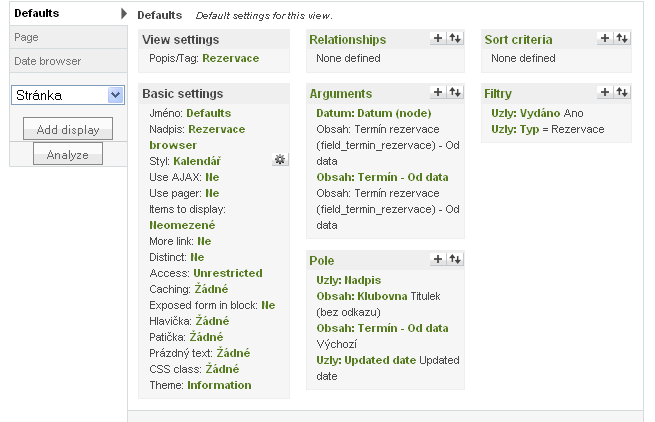 Defaults
Page
Date browser
Stránka
Add display
Analyze
Defaults Default settings for this view.
View settings
Popis/Tag: Rezervace
Basic settings
Jméno: Defaults
Nadpis: Rezervace
browser
Styl: Kalendář
Use AJAX: Ne
Use pager: Ne
Items to display:
Neomezené
More link: Ne
Distinct: Ne
Access: Unrestricted
Caching: Žádné
Exposed form in block: Ne
Hlavička: Žádné
Patička: Žádné
Prázdný text: Žádné
CSS class: Žádné
Theme: Information
Relationships
None defined
Arguments
Datum: Datum (node)
Obsah: Termín rezervace
(field_termin_rezervace) - Od
data
Obsah: Termín - Od data
Obsah: Termín rezervace
(field_termin_rezervace) - Od
data
Pole
Uzly: Nadpis
Obsah: Klubovna Titulek
(bez odkazu)
Obsah: Termín - Od data
Výchozí
Uzly: Updated date Updated
date
Sort criteria
None defined
Filtry
Uzly: Vydáno Ano
Uzly: Typ = Rezervace